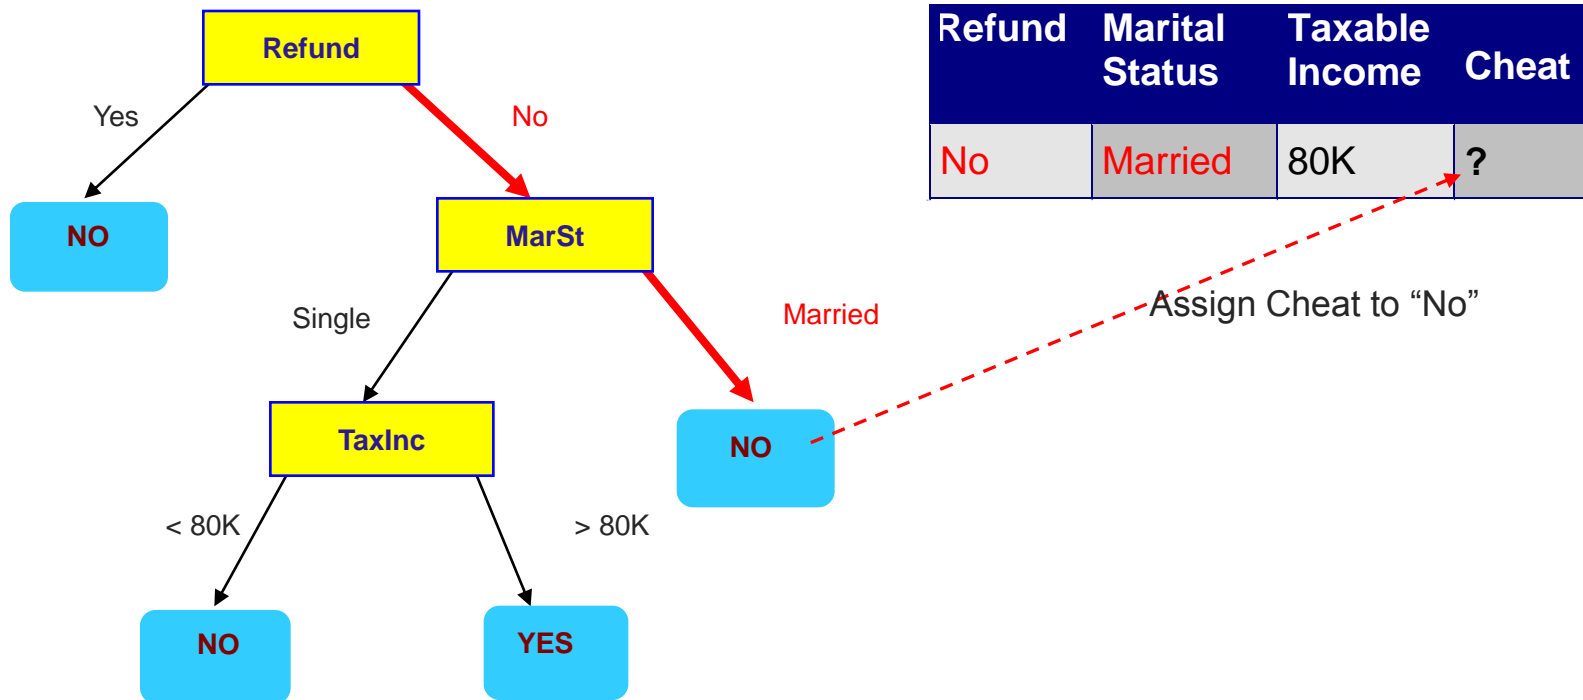 Refund
Yes
No
NO
MarSt
Single
Married
TaxInc
NO
< 80K
> 80K
NO
YES
Refund Marital Status Taxable Income Cheat
No Married 80K ?
Assign Cheat to “No”